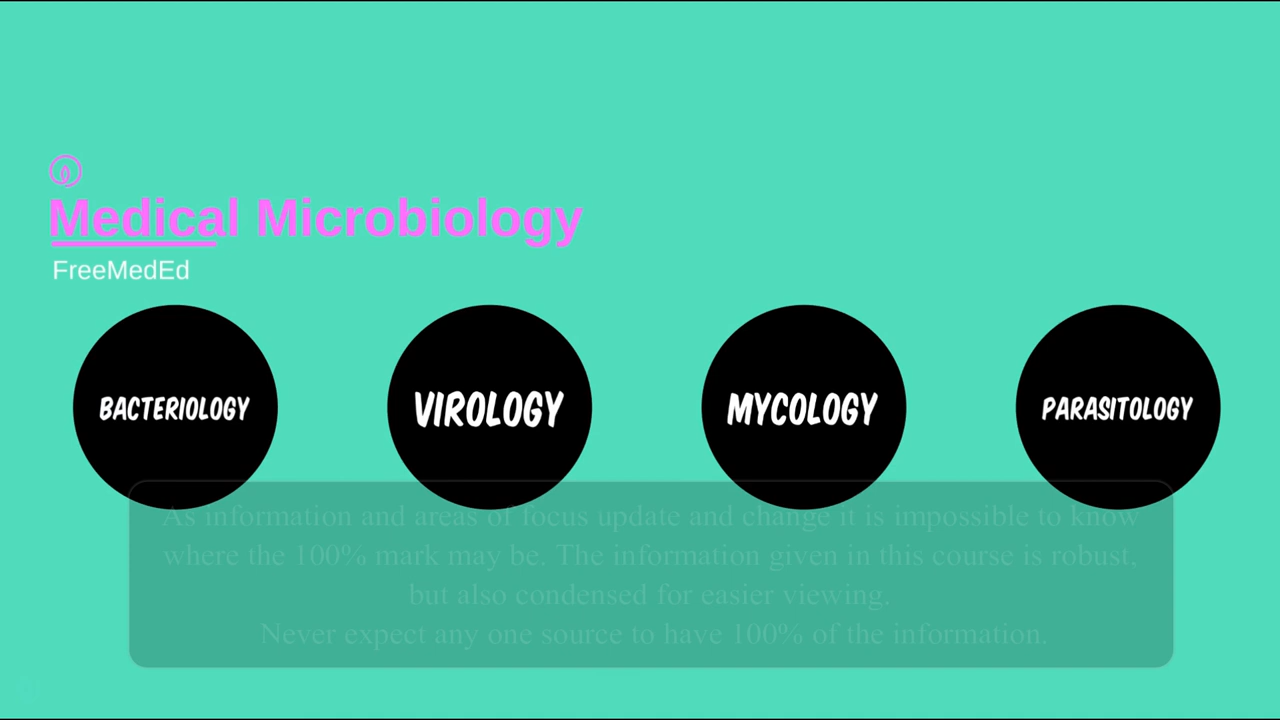 Medical Microbiology
FreeMedEd
BACTERIOLOGY
VIROLOGY
MYCOLOGY
PARASITOLOGY
As information and areas of focus update and change it is impossible to know
where the 100% mark may be. The information given in this course is robust,
but also condensed for easier viewing.
Never expect any one source to have 100% of the information.